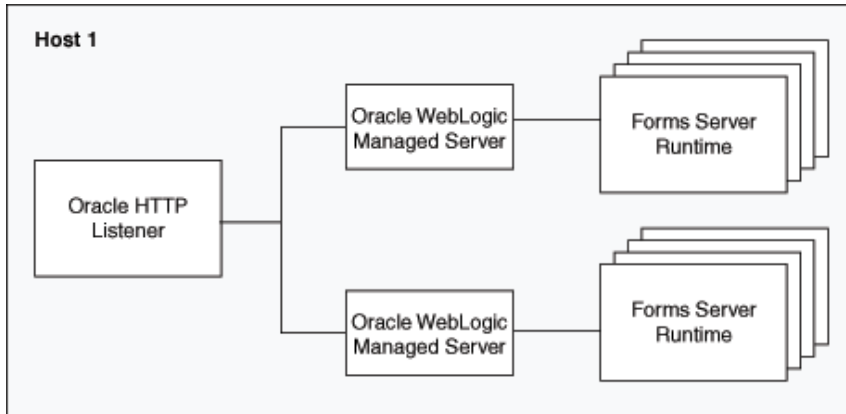 Host 1
Oracle HTTP
Listener
Oracle WebLogic
Managed Server
Forms Server
Runtime
Oracle WebLogic
Managed Server
Forms Server
Runtime